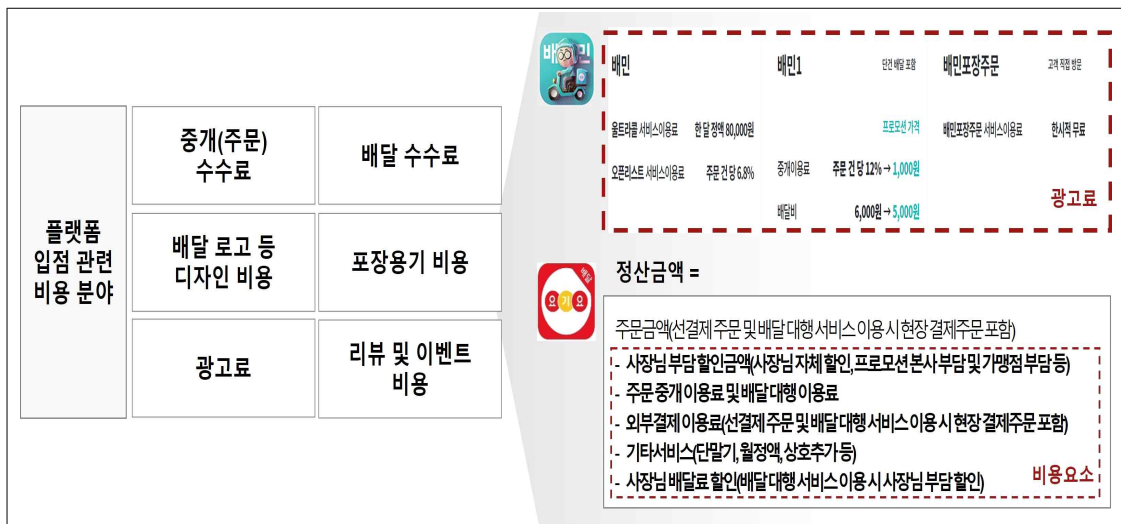 플랫폼
입점 관련
비용 분야
중개(주문)
수수료
배달 수수료
배달 로고 등
디자인 비용
포장용기 비용
광고료
리뷰 및 이벤트
비용
배민
울트라콜 서비스이용료 한 달 정액 80,000원
오픈리스트 서비스이용료 주문 건 당 6.8%
배민1 단건 배달 포함
프로모션 가격
중개이용료 주문 건 당 12% → 1,000원
배달비 6,000원 → 5,000원
배민포장주문 고객 직접 방문
배민포장주문 서비스이용료 한시적 무료
광고료
배달
요기요
정산금액 =
주문금액(선결제 주문 및 배달 대행 서비스 이용 시 현장 결제주문 포함)
- 사장님 부담 할인금액(사장님 자체 할인, 프로모션 본사 부담 및 가맹점 부담 등)
- 주문 중개 이용료 및 배달 대행 이용료
- 외부결제 이용료(선결제 주문 및 배달 대행 서비스 이용 시 현장 결제주문 포함)
- 기타서비스(단말기, 월정액, 상호추가 등)
- 사장님 배달료 할인(배달 대행 서비스 이용 시 사장님 부담 할인)
비용요소